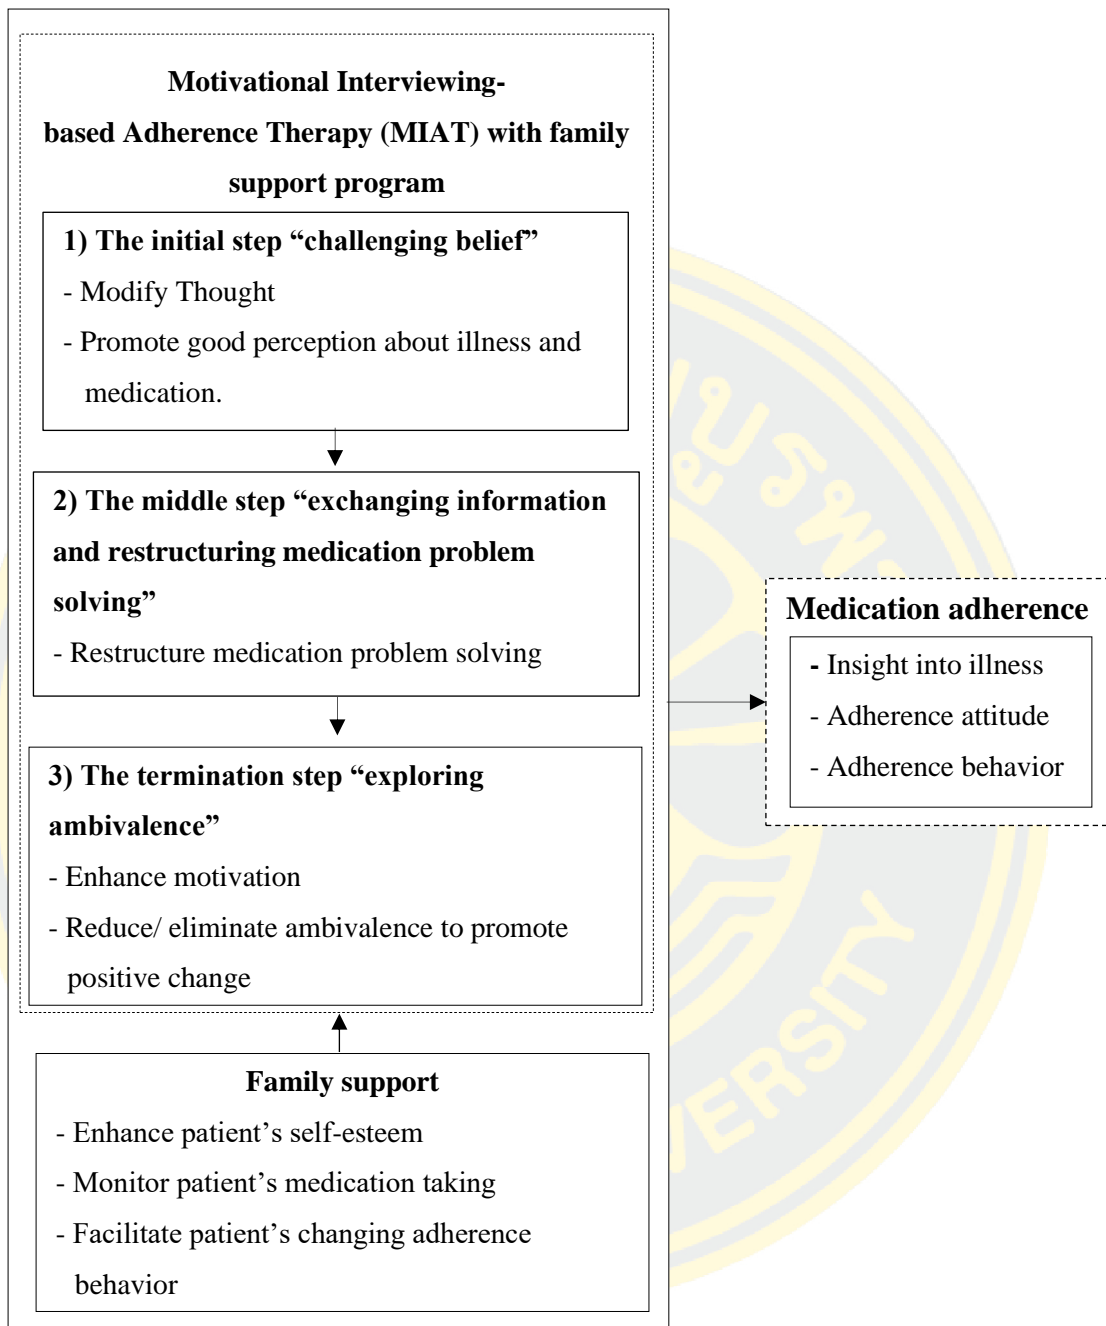 Motivational Interviewing-
based Adherence Therapy (MIAT) with family
support program
1) The initial step “challenging belief”
- Modify Thought
- Promote good perception about illness and
medication.
2) The middle step “exchanging information
and restructuring medication problem
solving”
- Restructure medication problem solving
3) The termination step “exploring
ambivalence”
- Enhance motivation
- Reduce/ eliminate ambivalence to promote
positive change
Family support
- Enhance patient’s self-esteem
- Monitor patient’s medication taking
- Facilitate patient’s changing adherence
behavior
Medication adherence
- Insight into illness
- Adherence attitude
- Adherence behavior